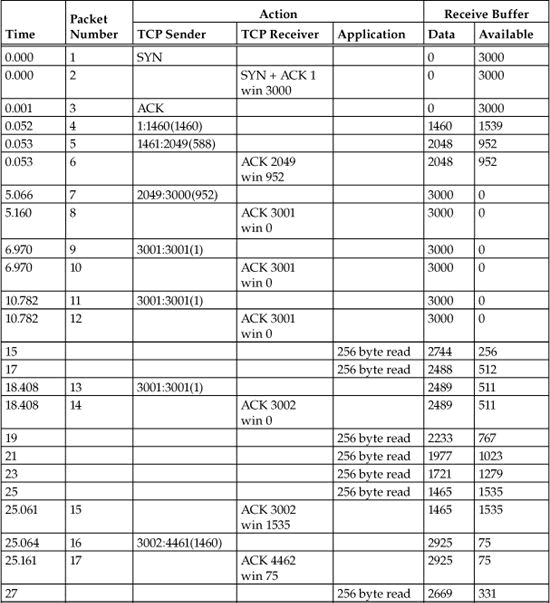 Action Receive Buffer
Time Packet Number TCP Sender TCP Receiver Application Data Available
0.000 1 SYN 0 3000
0.000 2 SYN + ACK 1 0 3000
win 3000
0.001 3 ACK 0 3000
0.052 4 1:1460(1460) 1460 1539
0.053 5 1461:2049(588) 2048 952
0.053 6 ACK 2049 2048 952
win 952
5.066 7 2049:3000(952) 3000 0
5.160 8 ACK 3001 3000 0
win 0
6.970 9 3001:3001(1) 3000 0
6.970 10 ACK 3001 3000 0
win 0
10.782 11 3001:3001(1) 3000 0
10.782 12 ACK 3001 3000 0
win 0
15 256 byte read 2744 256
17 256 byte read 2488 512
18.408 13 3001:3001(1) 2489 511
18.408 14 ACK 3002 2489 511
win 0
19 256 byte read 2233 767
21 256 byte read 1977 1023
23 256 byte read 1721 1279
25 256 byte read 1465 1535
25.061 15 ACK 3002 1465 1535
win 1535
25.064 16 3002:4461(1460) 2925 75
25.161 17 ACK 4462 2925 75
win 75
27 256 byte read 2669 331